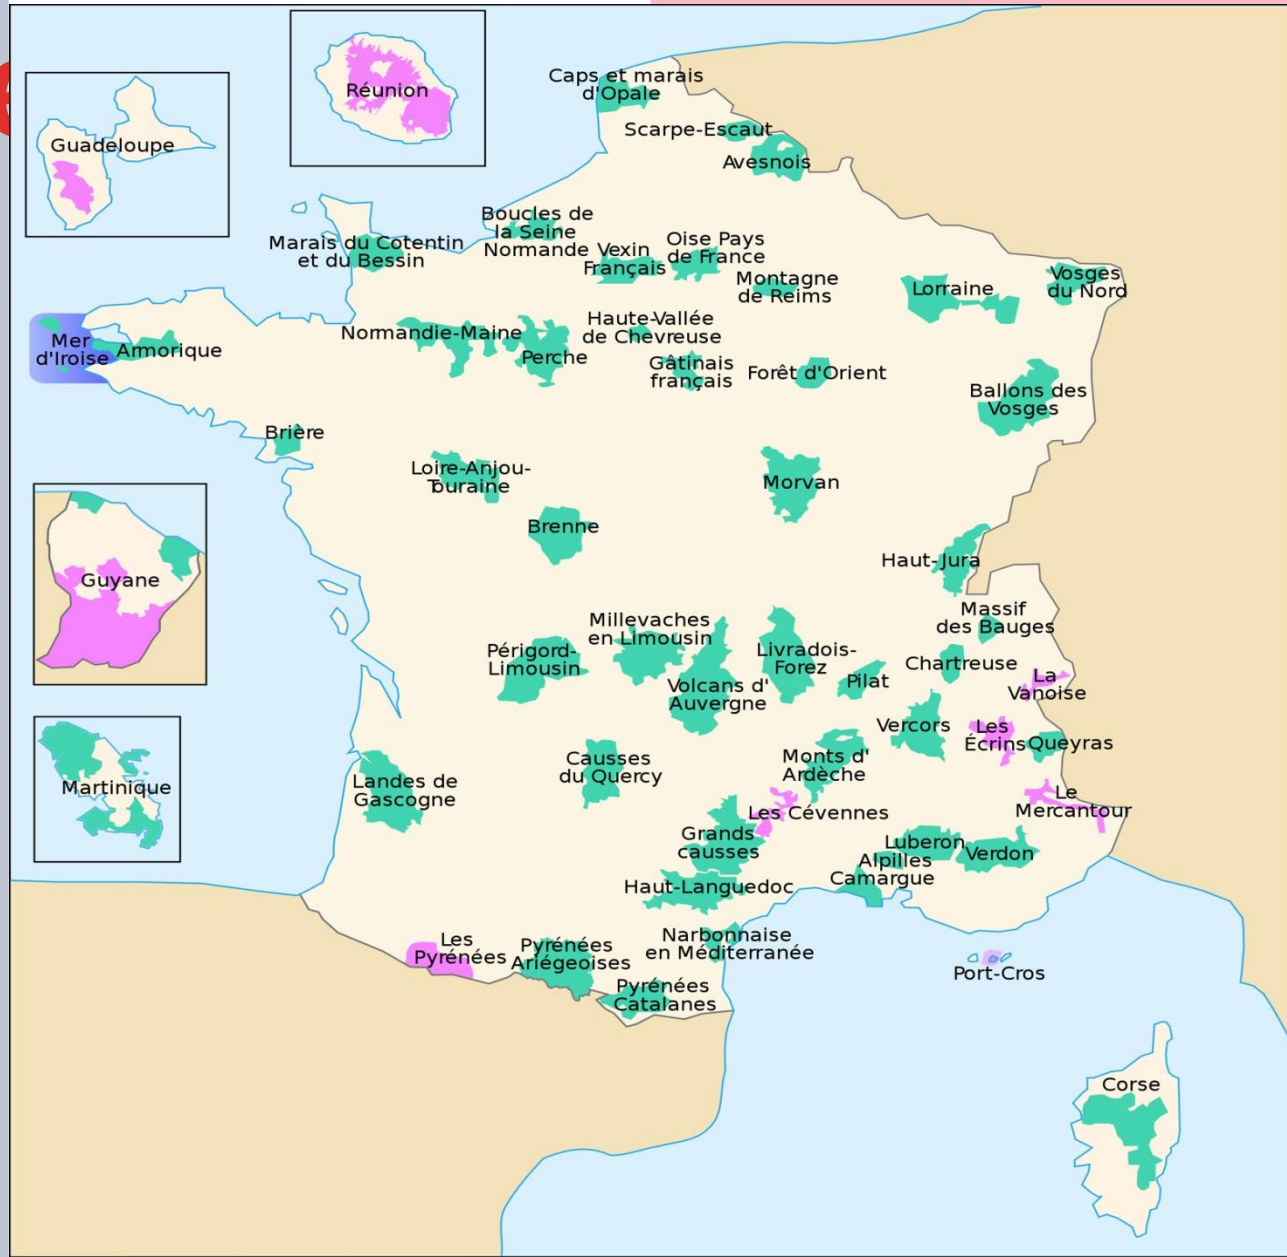 Réunion
Guadeloupe
Caps et marais
d'Opale
Scarpe-Escaut
Avesnois
Boucles de
la Seine
Normande
Marais du Cotentin
et du Bessin
Vexin
Français
Oise Pays
de France
Montagne
de Reims
Lorraine
Vosges
du Nord
Mer
d'Iroise
Armorique
Normandie-Maine
Perche
Haute-Vallée
de Chevreuse
Gâtinais
français
Forêt d'Orient
Ballons des
Vosges
Brière
Loire-Anjou-
Touraine
Brenne
Morvan
Haut-Jura
Guyane
Massif
des Bauges
Millevaches
en Limousin
Périgord-
Limousin
Volcans d'
Auvergne
Livradois-
Forez
Pilat
Chartreuse
La
Vanoise
Vercors
Les
Écrins
Queyras
Martinique
Landes de
Gascogne
Causses
du Quercy
Monts d'
Ardèche
Les Cévennes
Le
Mercantour
Grands
causses
Luberon
Alpilles
Camargue
Verdon
Haut-Languedoc
Les
Pyrénées
Pyrénées
Ariégeoises
Narbonnaise
en Méditerranée
Pyrénées
Catalanes
Port-Cros
Corse